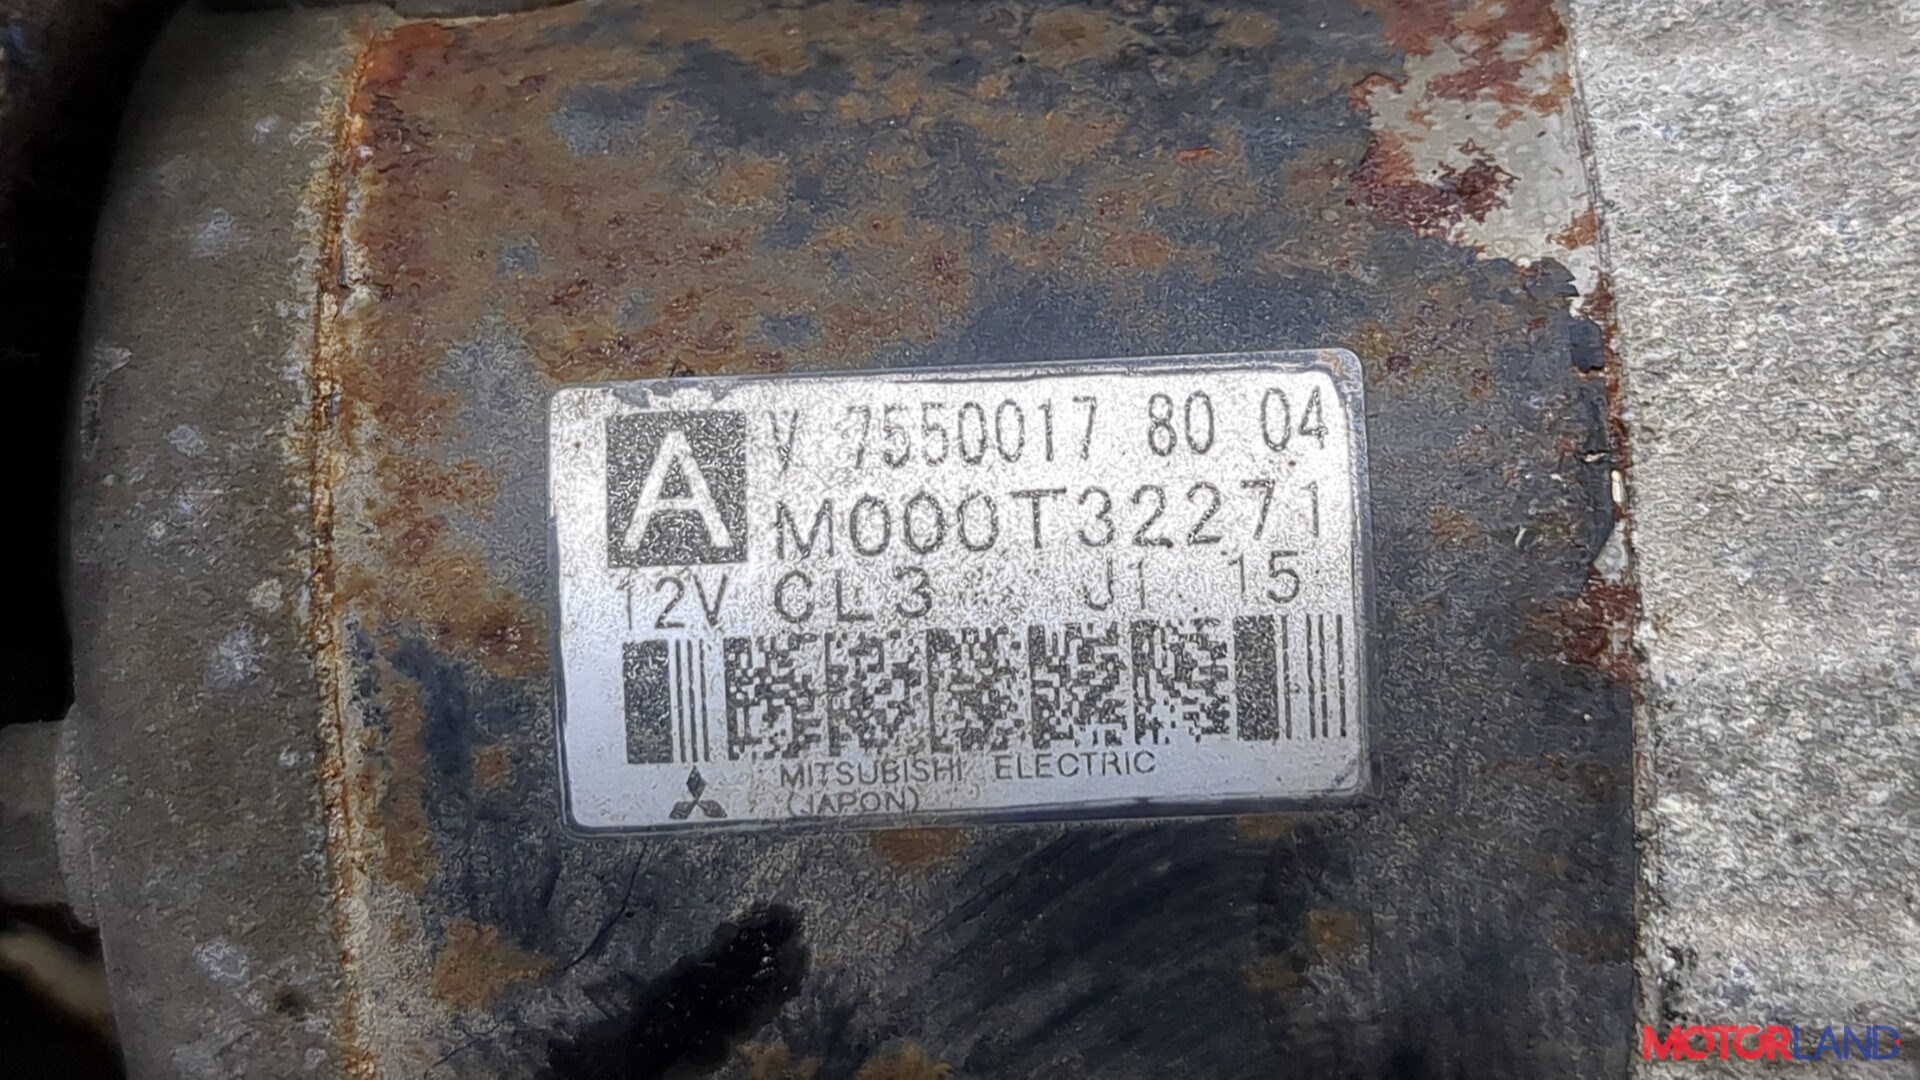 A
V 7550017 80 04
M000T32271
12V CL3 J1 15
MITSUBISHI ELECTRIC
(JAPON)
MOTORLAND